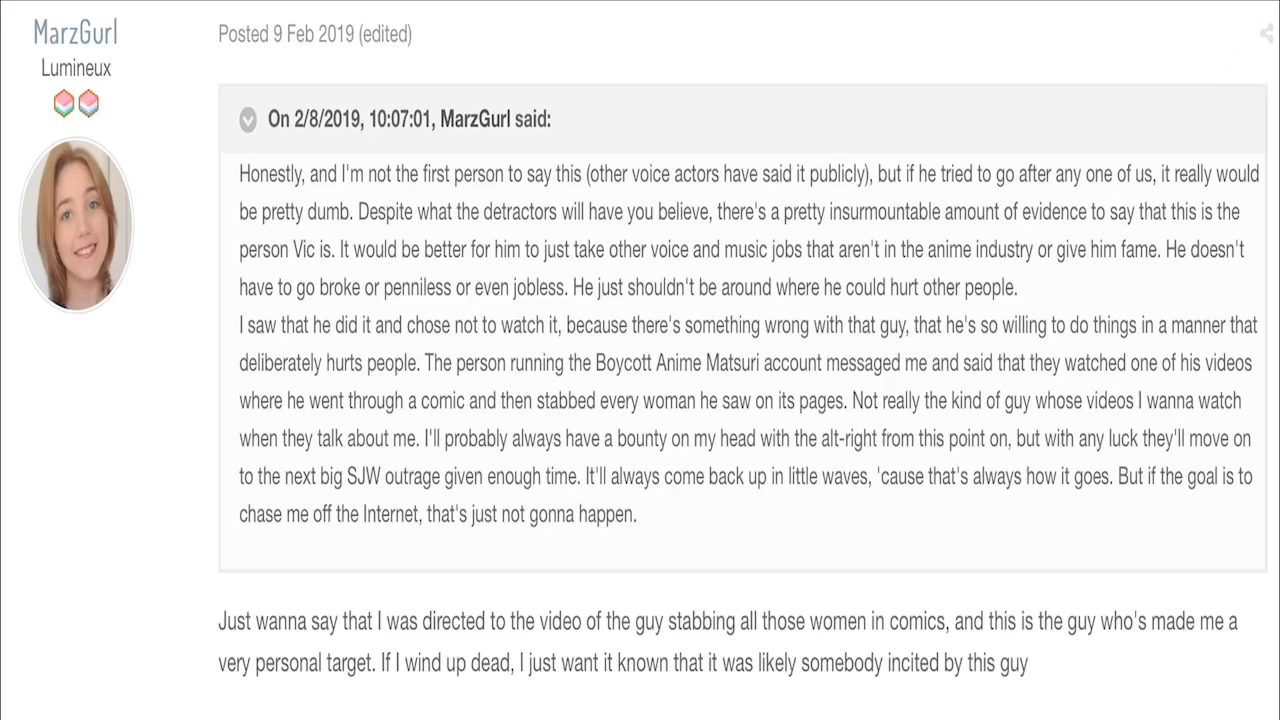 MarzGurl
Lumineux
Posted 9 Feb 2019 (edited)
On 2/8/2019, 10:07:01, MarzGurl said:
Honestly, and I'm not the first person to say this (other voice actors have said it publicly), but if he tried to go after any one of us, it really would
be pretty dumb. Despite what the detractors will have you believe, there's a pretty insurmountable amount of evidence to say that this is the
person Vic is. It would be better for him to just take other voice and music jobs that aren't in the anime industry or give him fame. He doesn't
have to go broke or penniless or even jobless. He just shouldn't be around where he could hurt other people.
I saw that he did it and chose not to watch it, because there's something wrong with that guy, that he's so willing to do things in a manner that
deliberately hurts people. The person running the Boycott Anime Matsuri account messaged me and said that they watched one of his videos
where he went through a comic and then stabbed every woman he saw on its pages. Not really the kind of guy whose videos I wanna watch
when they talk about me. I'll probably always have a bounty on my head with the alt-right from this point on, but with any luck they'll move on
to the next big SJW outrage given enough time. It'll always come back up in little waves, 'cause that's always how it goes. But if the goal is to
chase me off the Internet, that's just not gonna happen.
Just wanna say that I was directed to the video of the guy stabbing all those women in comics, and this is the guy who's made me a
very personal target. If I wind up dead, I just want it known that it was likely somebody incited by this guy